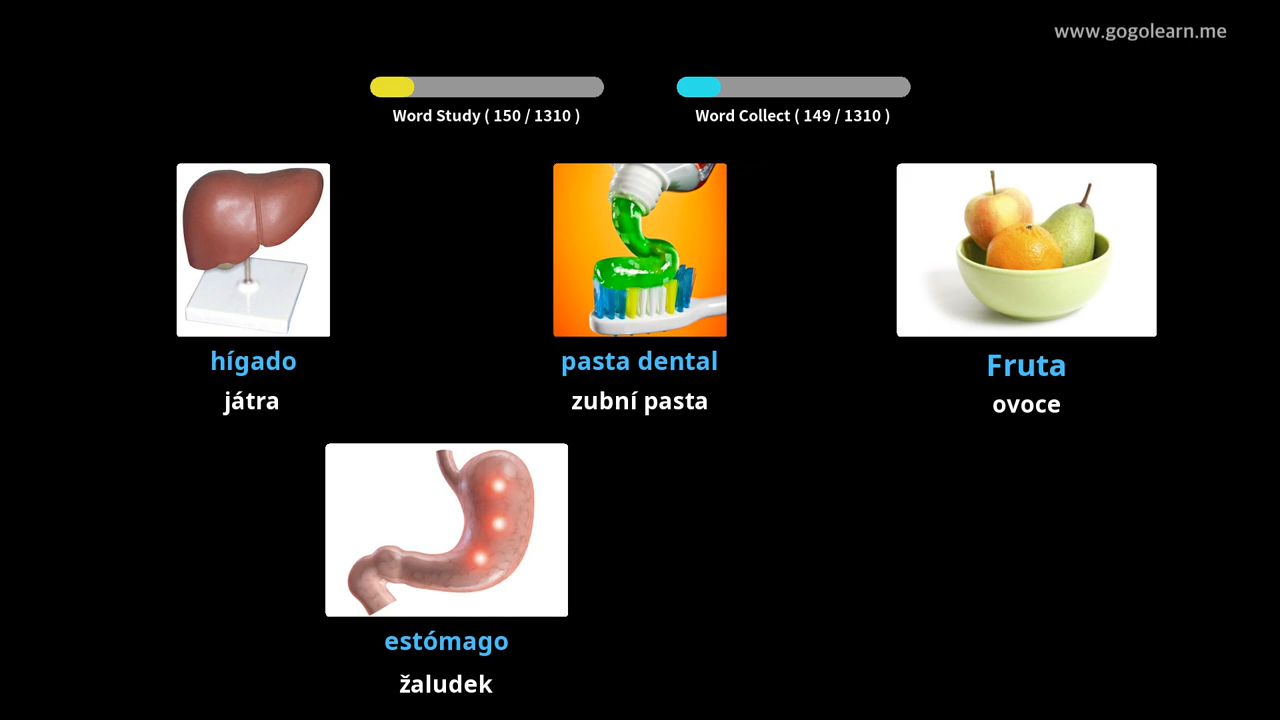 www.gogolearn.me
Word Study ( 150 / 1310 )
Word Collect ( 149 / 1310 )
hígado
játra
pasta dental
zubní pasta
Fruta
ovoce
estómago
žaludek